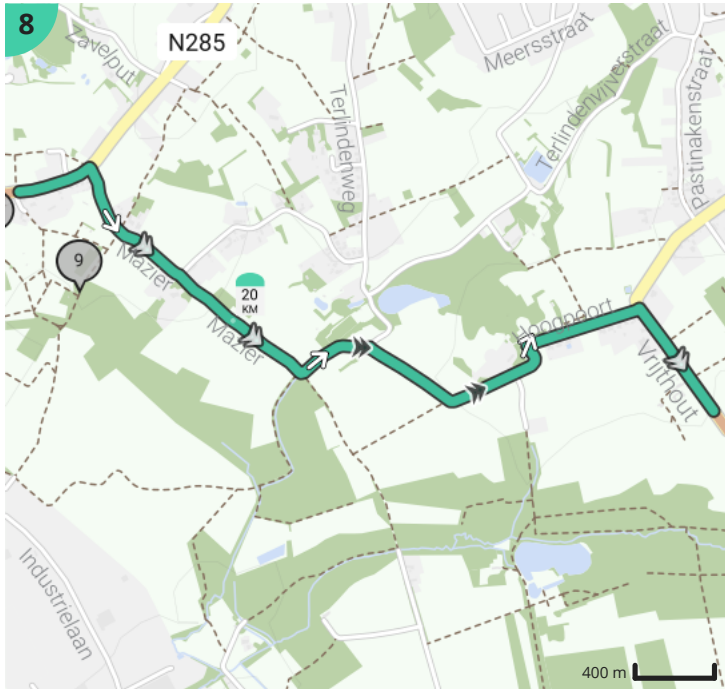 8
Zavelput
N285
Meersstraat
Terlindenvijverstraat
Pastinakenstraat
Terlindenweg
9
Mazier
20
KM
Mazier
Hoogpoort
Vrijthout
Industrielaan
400 m